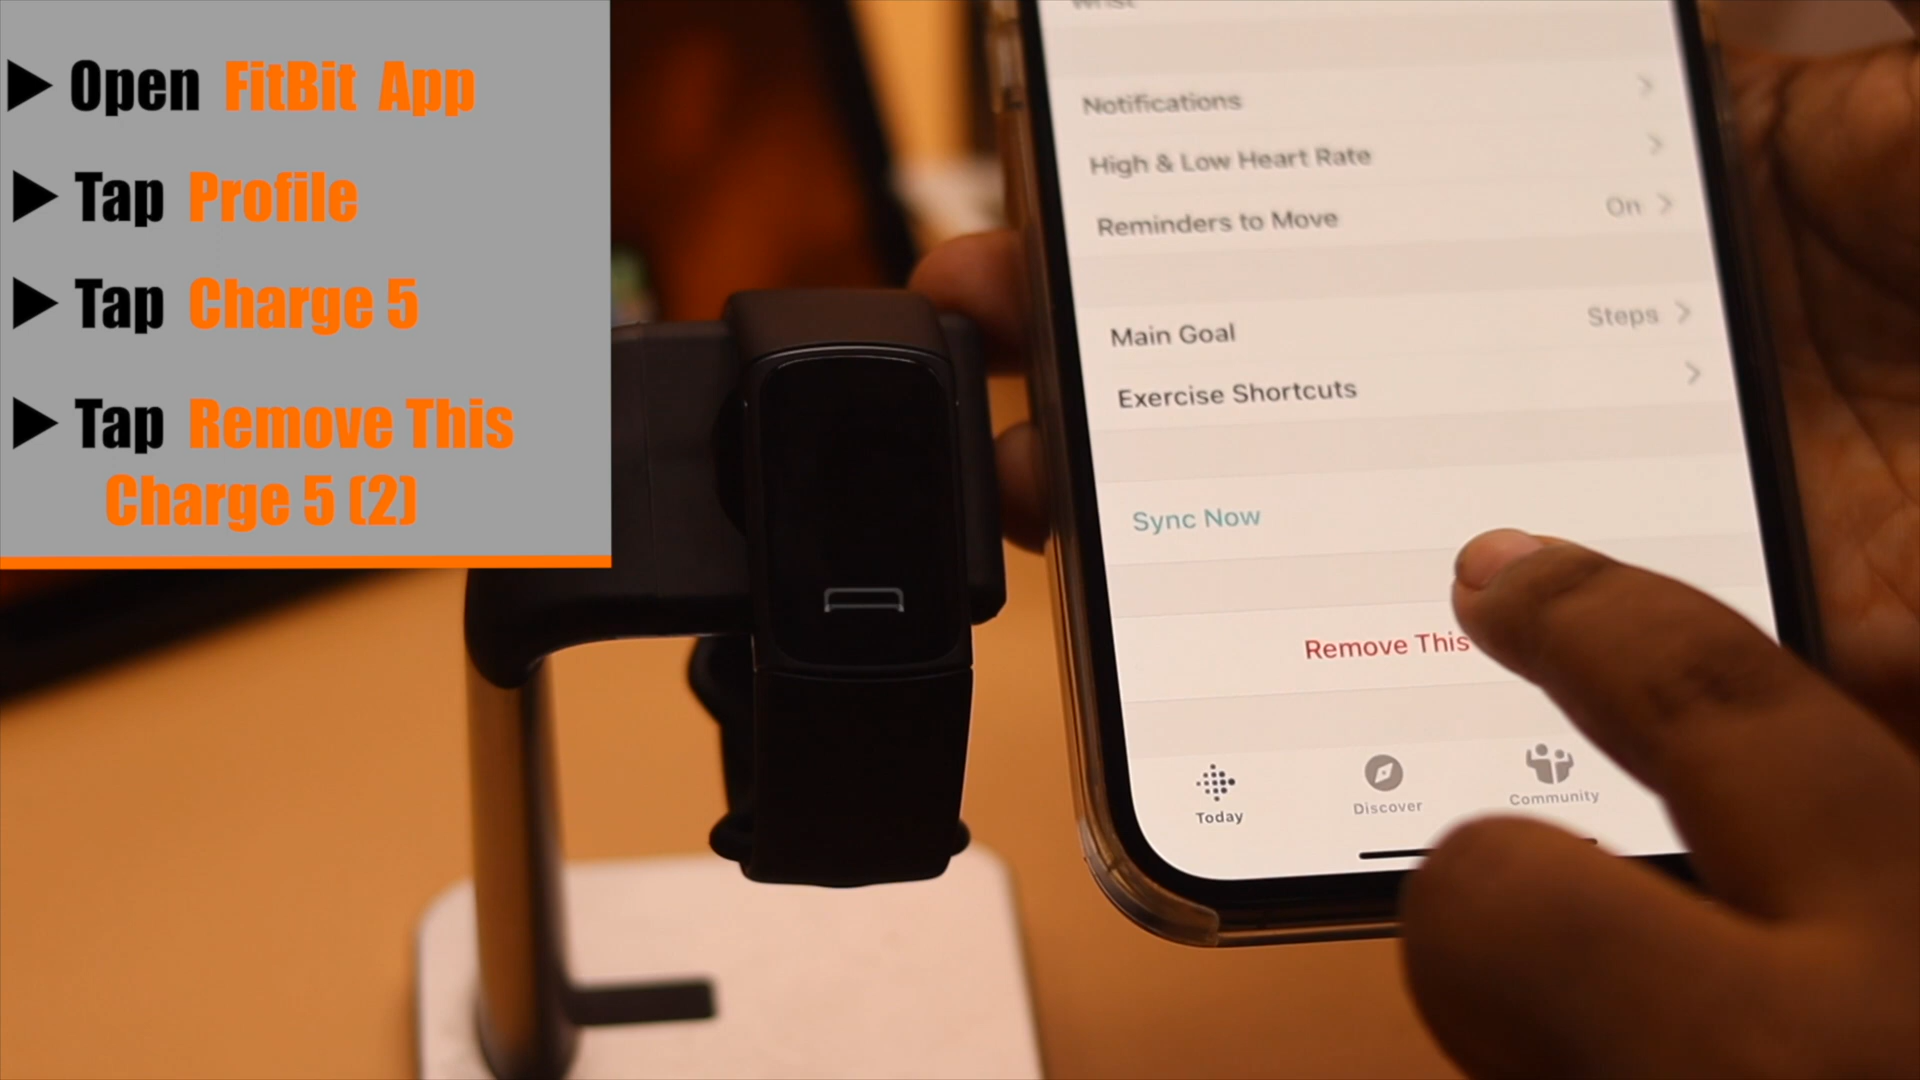 Open FitBit App
Tap Profile
Tap Charge 5
Tap Remove This
Charge 5 (2)
Wrist
Notifications
High & Low Heart Rate
Reminders to Move On
Main Goal Steps
Exercise Shortcuts
Sync Now
Remove This
Today
Discover
Community